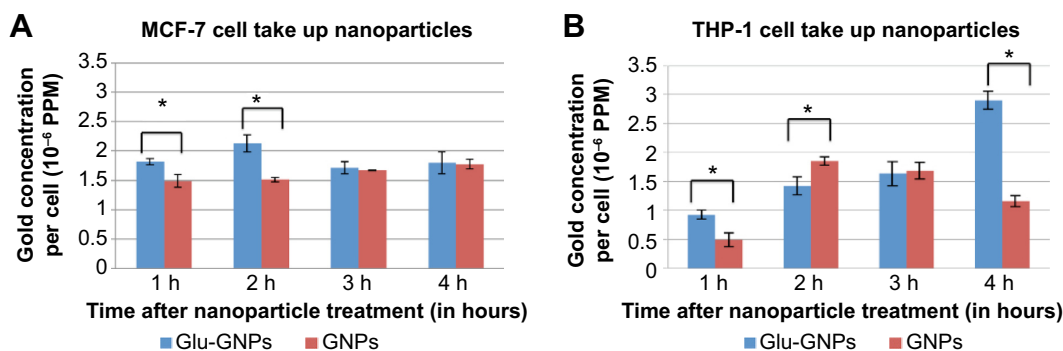 A
MCF-7 cell take up nanoparticles
Gold concentration
per cell (10⁻⁶ PPM)
3.5
3
2.5
2
1.5
1
0.5
0
*
*
1 h 2 h 3 h 4 h
Time after nanoparticle treatment (in hours)
Glu-GNPs GNPs
B
THP-1 cell take up nanoparticles
Gold concentration
per cell (10⁻⁶ PPM)
3.5
3
2.5
2
1.5
1
0.5
0
*
*
*
1 h 2 h 3 h 4 h
Time after nanoparticle treatment (in hours)
Glu-GNPs GNPs